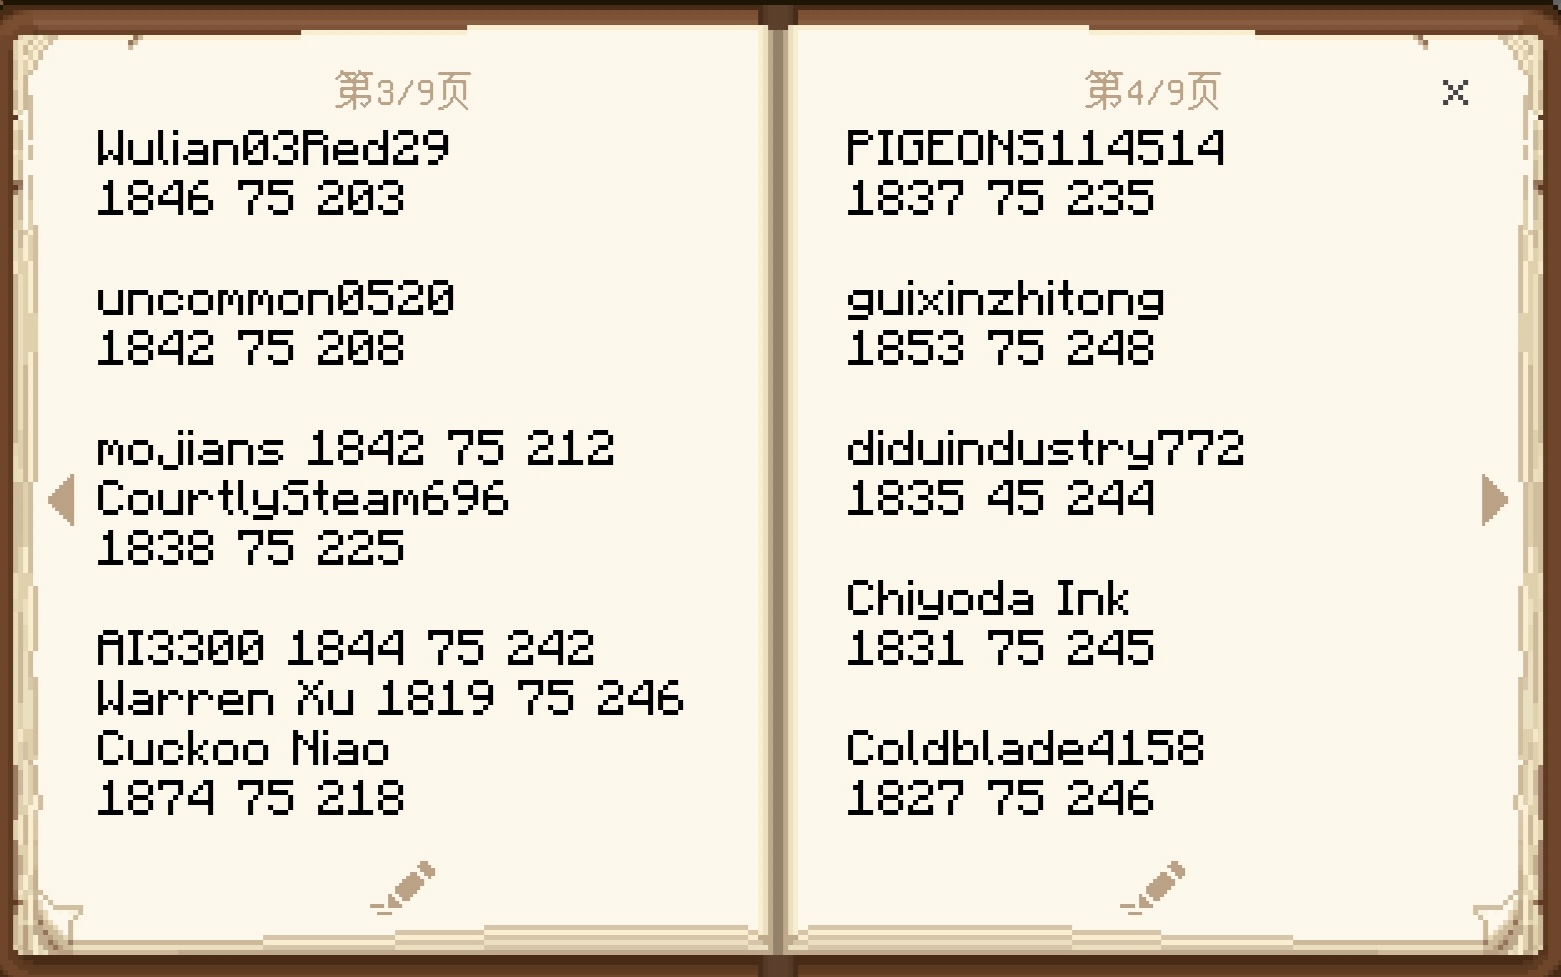 第3/9页
Wulian03Red29
1846 75 203
uncommon0520
1842 75 208
mojians 1842 75 212
CourtlySteam696
1838 75 225
AI3300 1844 75 242
Warren Xu 1819 75 246
Cuckoo Niao
1874 75 218
第4/9页
PIGEONS114514
1837 75 235
guixinzhitong
1853 75 248
diduindustry772
1835 45 244
Chiyoda Ink
1831 75 245
Coldblade4158
1827 75 246